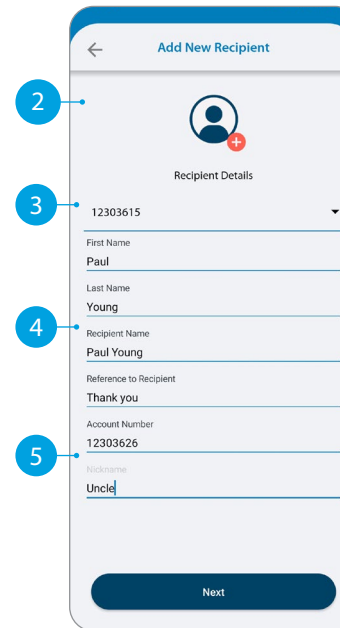 Add New Recipient
2
Recipient Details
3
12303615
First Name
Paul
Last Name
Young
4
Recipient Name
Paul Young
Reference to Recipient
Thank you
Account Number
12303626
5
Nickname
Uncle
Next